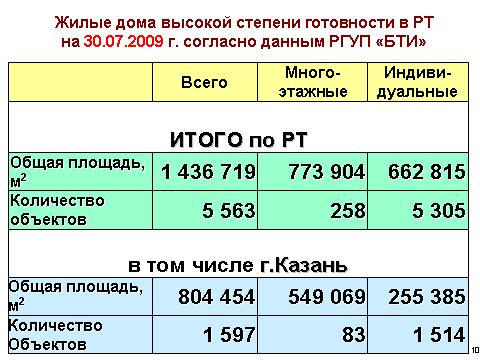 Жилые дома высокой степени готовности в РТ
на 30.07.2009 г. согласно данным РГУП «БТИ»
Всего
Много-
этажные
Индиви-
дуальные
ИТОГО по РТ
Общая площадь,
м²
1 436 719 773 904 662 815
Количество
объектов
5 563 258 5 305
в том числе г.Казань
Общая площадь,
м²
804 454 549 069 255 385
Количество
Объектов
1 597 83 1 514
10